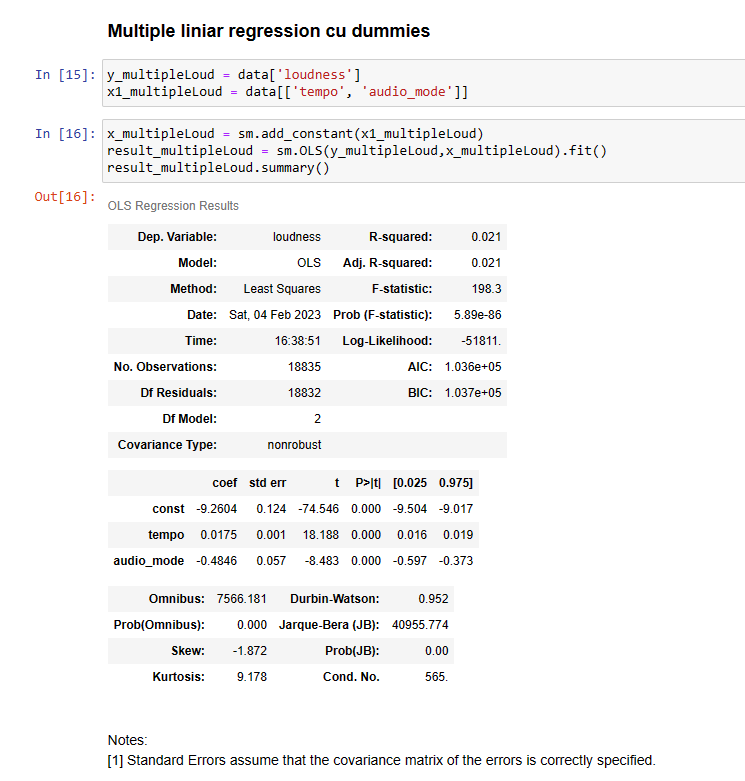 Multiple liniar regression cu dummies
In [15]: y_multipleLoud = data['loudness']
x1_multipleLoud = data[['tempo', 'audio_mode']]
In [16]: x_multipleLoud = sm.add_constant(x1_multipleLoud)
result_multipleLoud = sm.OLS(y_multipleLoud,x_multipleLoud).fit()
result_multipleLoud.summary()
Out[16]:
OLS Regression Results
Dep. Variable: loudness R-squared: 0.021
Model: OLS Adj. R-squared: 0.021
Method: Least Squares F-statistic: 198.3
Date: Sat, 04 Feb 2023 Prob (F-statistic): 5.89e-86
Time: 16:38:51 Log-Likelihood: -51811.
No. Observations: 18835 AIC: 1.036e+05
Df Residuals: 18832 BIC: 1.037e+05
Df Model: 2
Covariance Type: nonrobust
coef std err t P>|t| [0.025 0.975]
const -9.2604 0.124 -74.546 0.000 -9.504 -9.017
tempo 0.0175 0.001 18.188 0.000 0.016 0.019
audio_mode -0.4846 0.057 -8.483 0.000 -0.597 -0.373
Omnibus: 7566.181 Durbin-Watson: 0.952
Prob(Omnibus): 0.000 Jarque-Bera (JB): 40955.774
Skew: -1.872 Prob(JB): 0.00
Kurtosis: 9.178 Cond. No. 565.
Notes:
[1] Standard Errors assume that the covariance matrix of the errors is correctly specified.